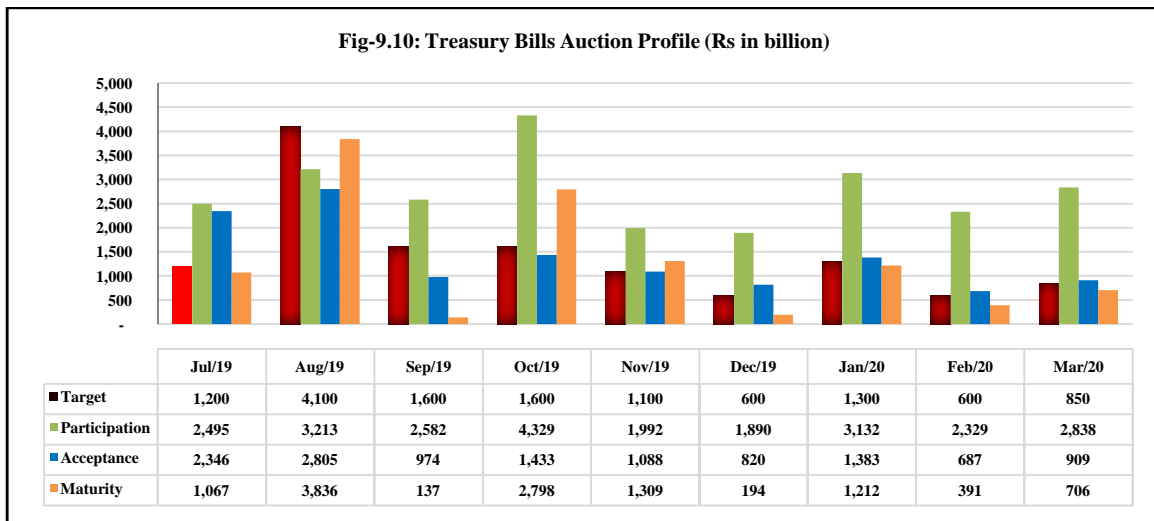 Fig-9.10: Treasury Bills Auction Profile (Rs in billion)
5,000
4,500
4,000
3,500
3,000
2,500
2,000
1,500
1,000
500
-
Jul/19 Aug/19 Sep/19 Oct/19 Nov/19 Dec/19 Jan/20 Feb/20 Mar/20
Target 1,200 4,100 1,600 1,600 1,100 600 1,300 600 850
Participation 2,495 3,213 2,582 4,329 1,992 1,890 3,132 2,329 2,838
Acceptance 2,346 2,805 974 1,433 1,088 820 1,383 687 909
Maturity 1,067 3,836 137 2,798 1,309 194 1,212 391 706